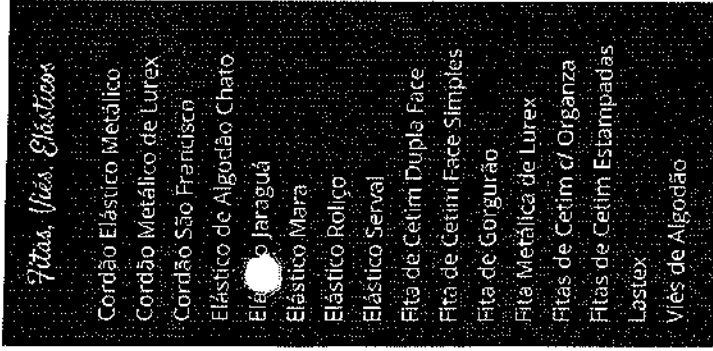 Fitas, Viés Elásticos
Cordão Elástico Metálico
Cordão Metálico de Lurex
Cordão São Francisco
Elástico de Algodão Chato
Jaraguá
Elástico Mara
Elástico Roliço
Elástico Serval
Fita de Cetim Dupla Face
Fita de Cetim Face Simples
Fita de Gorgurão
Fita Metálica de Lurex
Fitas de Cetim c/ Organza
Fitas de Cetim Estampadas
Lastex
Viés de Algodão